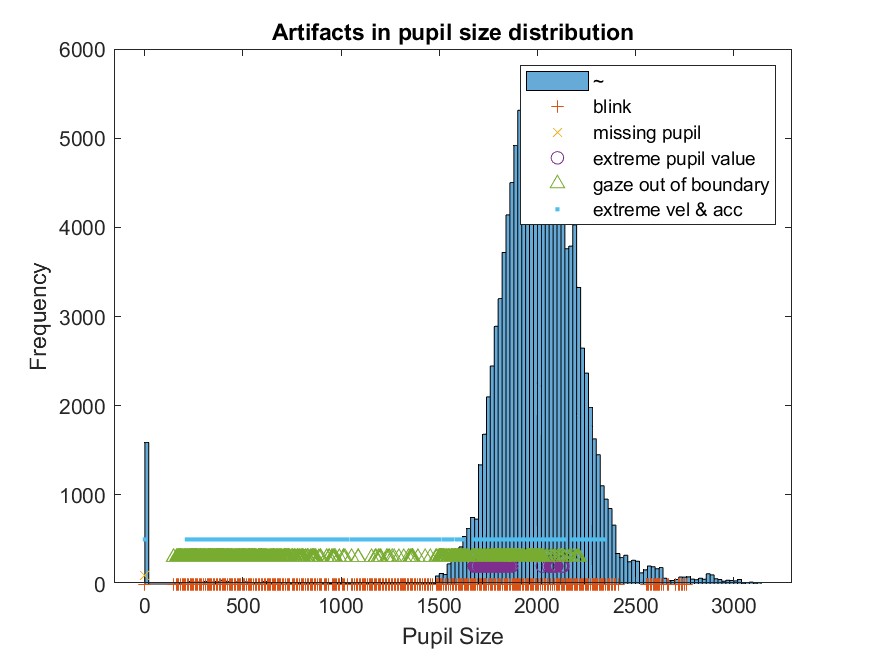 Artifacts in pupil size distribution
6000
5000
4000
3000
2000
1000
0
Frequency
~
blink
missing pupil
extreme pupil value
gaze out of boundary
extreme vel & acc
0 500 1000 1500 2000 2500 3000
Pupil Size